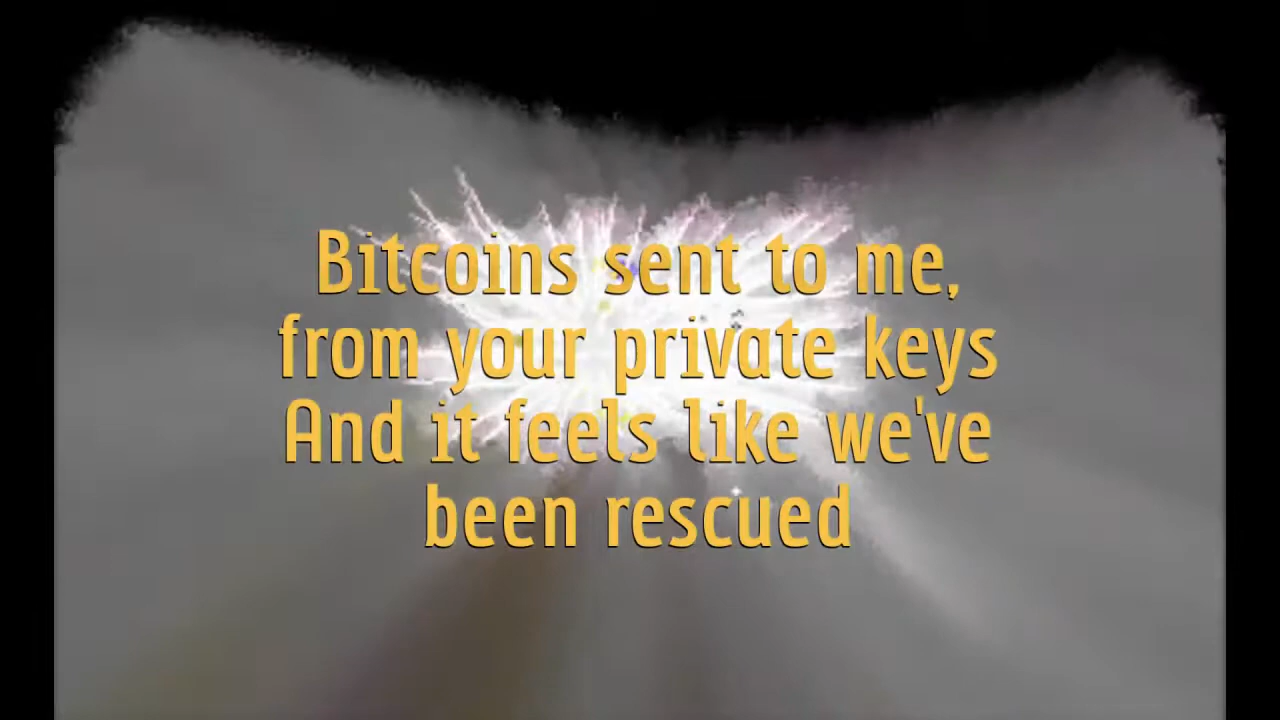 Bitcoins sent to me,
from your private keys
And it feels like we've
been rescued